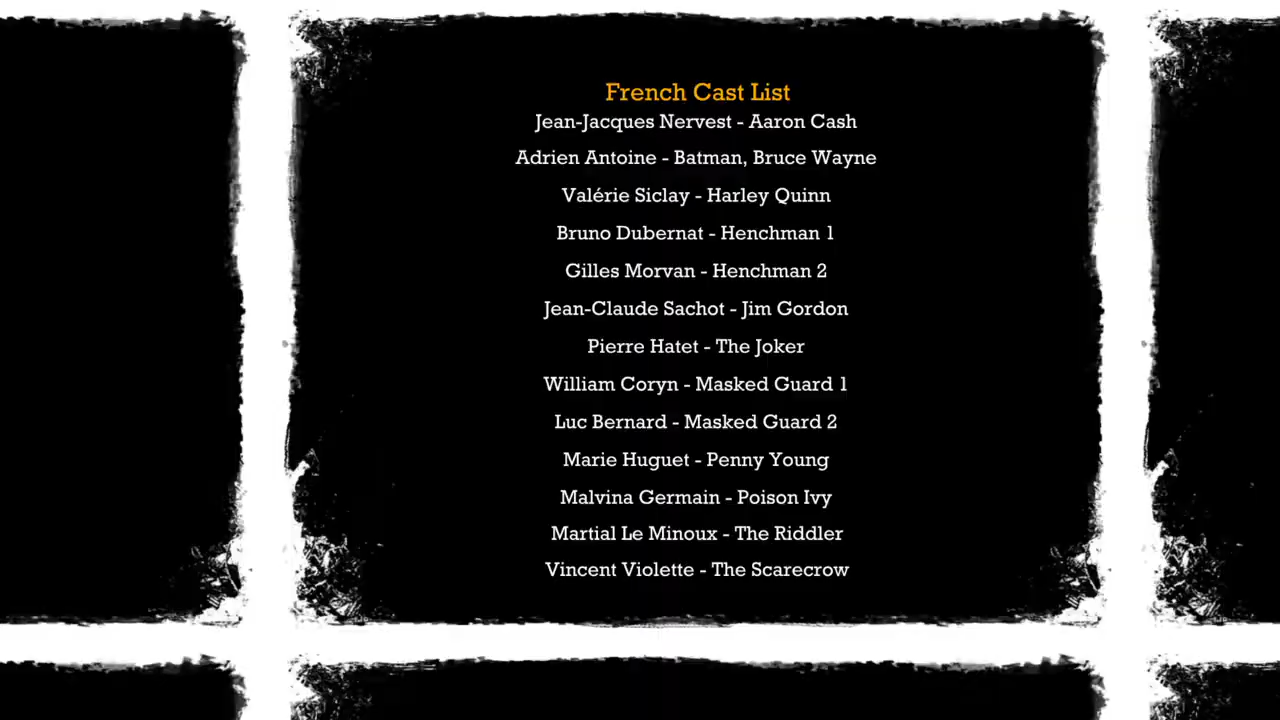 French Cast List
Jean-Jacques Nervest - Aaron Cash
Adrien Antoine - Batman, Bruce Wayne
Valérie Siclay - Harley Quinn
Bruno Dubernat - Henchman 1
Gilles Morvan - Henchman 2
Jean-Claude Sachot - Jim Gordon
Pierre Hatet - The Joker
William Coryn - Masked Guard 1
Luc Bernard - Masked Guard 2
Marie Huguet - Penny Young
Malvina Germain - Poison Ivy
Martial Le Minoux - The Riddler
Vincent Violette - The Scarecrow